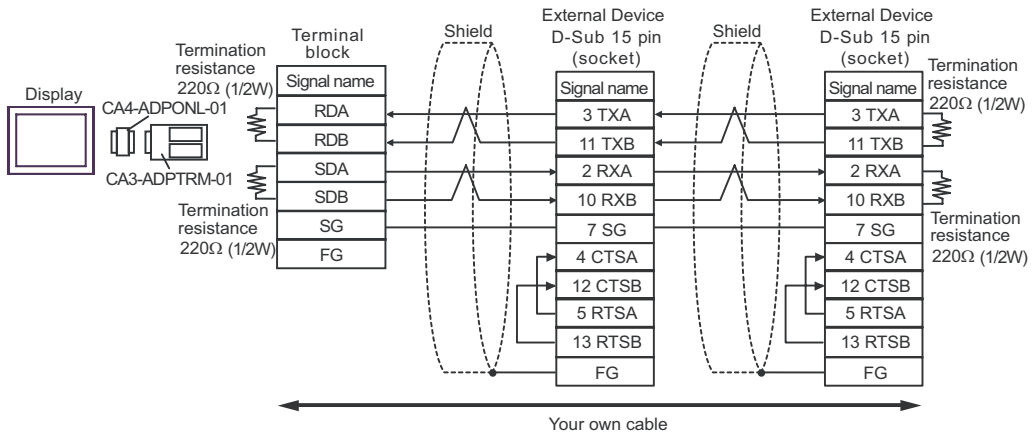 Display
CA4-ADPONL-01
CA3-ADPTRM-01
Termination
resistance
220Ω (1/2W)
Termination
resistance
220Ω (1/2W)
Terminal
block
Signal name
RDA
RDB
SDA
SDB
SG
FG
Shield
External Device
D-Sub 15 pin
(socket)
Signal name
3 TXA
11 TXB
2 RXA
10 RXB
7 SG
4 CTSA
12 CTSB
5 RTSA
13 RTSB
FG
Shield
External Device
D-Sub 15 pin
(socket)
Signal name
3 TXA
11 TXB
2 RXA
10 RXB
7 SG
4 CTSA
12 CTSB
5 RTSA
13 RTSB
FG
Termination
resistance
220Ω (1/2W)
Termination
resistance
220Ω (1/2W)
Your own cable